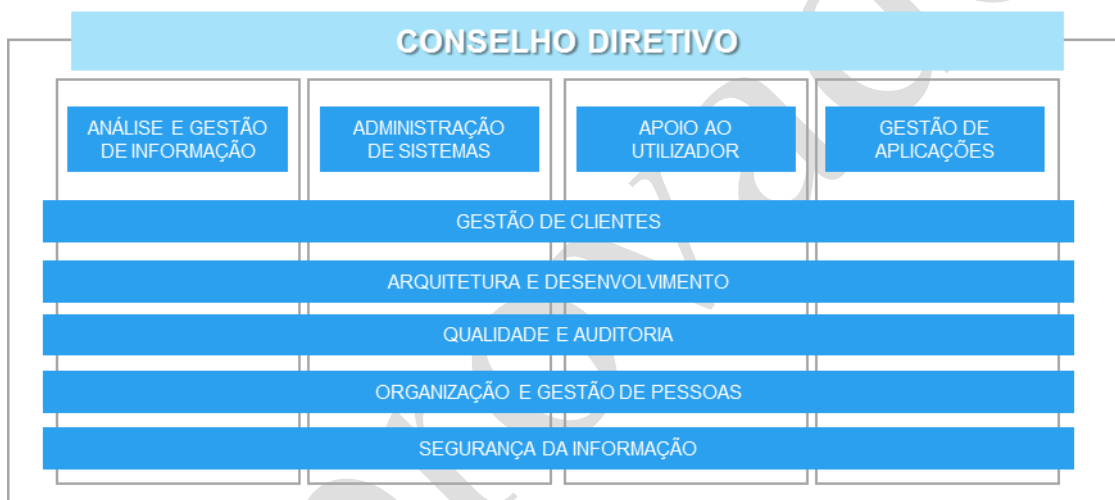 CONSELHO DIRETIVO
ANÁLISE E GESTÃO
DE INFORMAÇÃO
ADMINISTRAÇÃO
DE SISTEMAS
APOIO AO
UTILIZADOR
GESTÃO DE
APLICAÇÕES
GESTÃO DE CLIENTES
ARQUITETURA E DESENVOLVIMENTO
QUALIDADE E AUDITORIA
ORGANIZAÇÃO E GESTÃO DE PESSOAS
SEGURANÇA DA INFORMAÇÃO